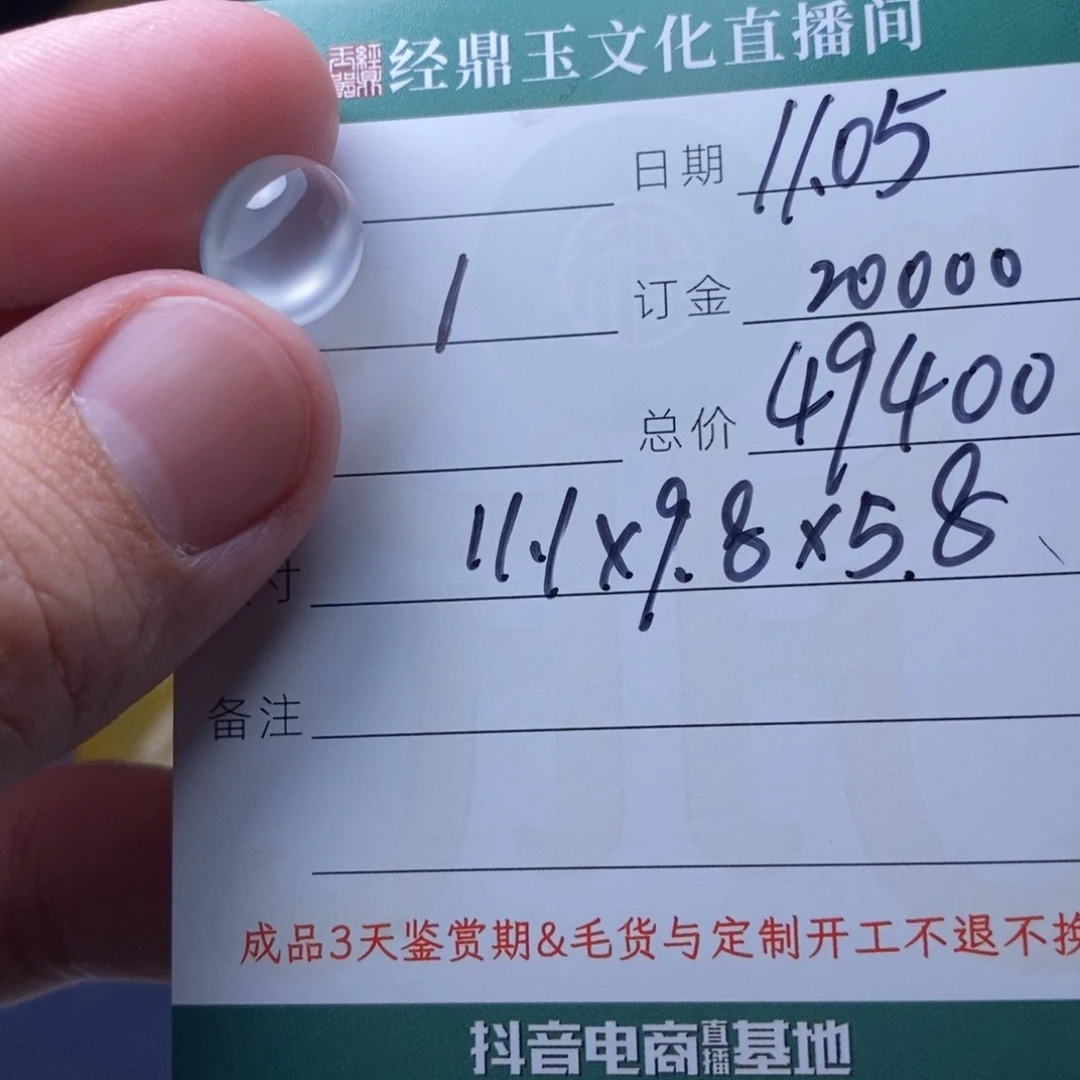 经鼎玉文化直播间
日期 11.05
1 订金 20000
总价 49400
寸 11.1x9.8x5.8
备注
成品3天鉴赏期&毛货与定制开工不退不换
抖音电商直播基地